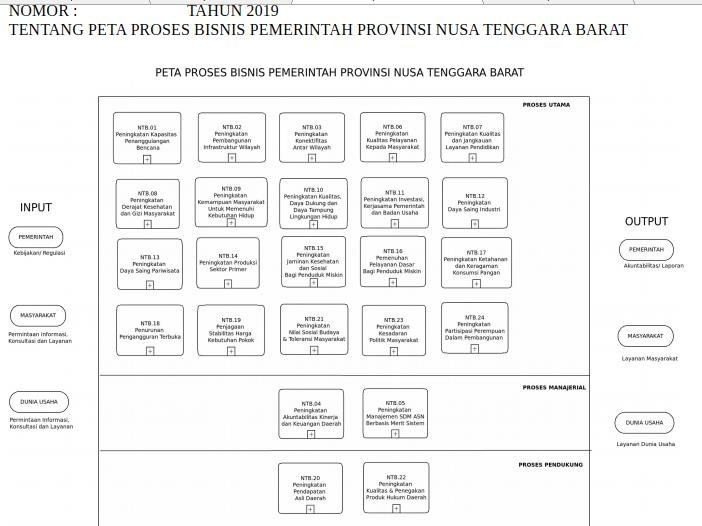 NOMOR : TAHUN 2019
TENTANG PETA PROSES BISNIS PEMERINTAH PROVINSI NUSA TENGGARA BARAT
PETA PROSES BISNIS PEMERINTAH PROVINSI NUSA TENGGARA BARAT
PROSES UTAMA
NTB.01
Peningkatan Kapasitas
Penanggulangan
Bencana
NTB.02
Peningkatan
Pembangunan
Infrastruktur Wilayah
NTB.03
Peningkatan
Konektifitas
Antar Wilayah
NTB.06
Peningkatan
Kualitas Pelayanan
Kepada Masyarakat
NTB.07
Peningkatan Kualitas
dan Jangkauan
Layanan Pendidikan
NTB.08
Peningkatan
Derajat Kesehatan
dan Gizi Masyarakat
NTB.09
Peningkatan
Kemampuan Masyarakat
Untuk Memenuhi
Kebutuhan Hidup
NTB.10
Peningkatan Kualitas,
Daya Dukung dan
Daya Tampung
Lingkungan Hidup
NTB.11
Peningkatan Investasi,
Kerjasama Pemerintah
dan Badan Usaha
NTB.12
Peningkatan
Daya Saing Industri
NTB.13
Peningkatan
Daya Saing Pariwisata
NTB.14
Peningkatan Produksi
Sektor Primer
NTB.15
Peningkatan
Jaminan Kesehatan
dan Sosial
Bagi Penduduk Miskin
NTB.16
Pemenuhan
Pelayanan Dasar
Bagi Penduduk Miskin
NTB.17
Peningkatan Ketahanan
dan Keragaman
Konsumsi Pangan
NTB.18
Penurunan
Pengangguran Terbuka
NTB.19
Penjagaan
Stabilitas Harga
Kebutuhan Pokok
NTB.21
Peningkatan
Nilai Sosial Budaya
& Toleransi Masyarakat
NTB.23
Peningkatan
Kesadaran
Politik Masyarakat
NTB.24
Peningkatan
Partisipasi Perempuan
Dalam Pembangunan
INPUT
PEMERINTAH
Kebijakan/ Regulasi
MASYARAKAT
Permintaan Informasi,
Konsultasi dan Layanan
DUNIA USAHA
Permintaan Informasi,
Konsultasi dan Layanan
OUTPUT
PEMERINTAH
Akuntabilitas/ Laporan
MASYARAKAT
Layanan Masyarakat
DUNIA USAHA
Layanan Dunia Usaha
PROSES MANAJERIAL
NTB.04
Peningkatan
Akuntabilitas Kinerja
dan Keuangan Daerah
NTB.05
Peningkatan
Manajemen SDM ASN
Berbasis Merit Sistem
PROSES PENDUKUNG
NTB.20
Peningkatan
Pendapatan
Asli Daerah
NTB.22
Peningkatan
Kualitas & Penegakan
Produk Hukum Daerah